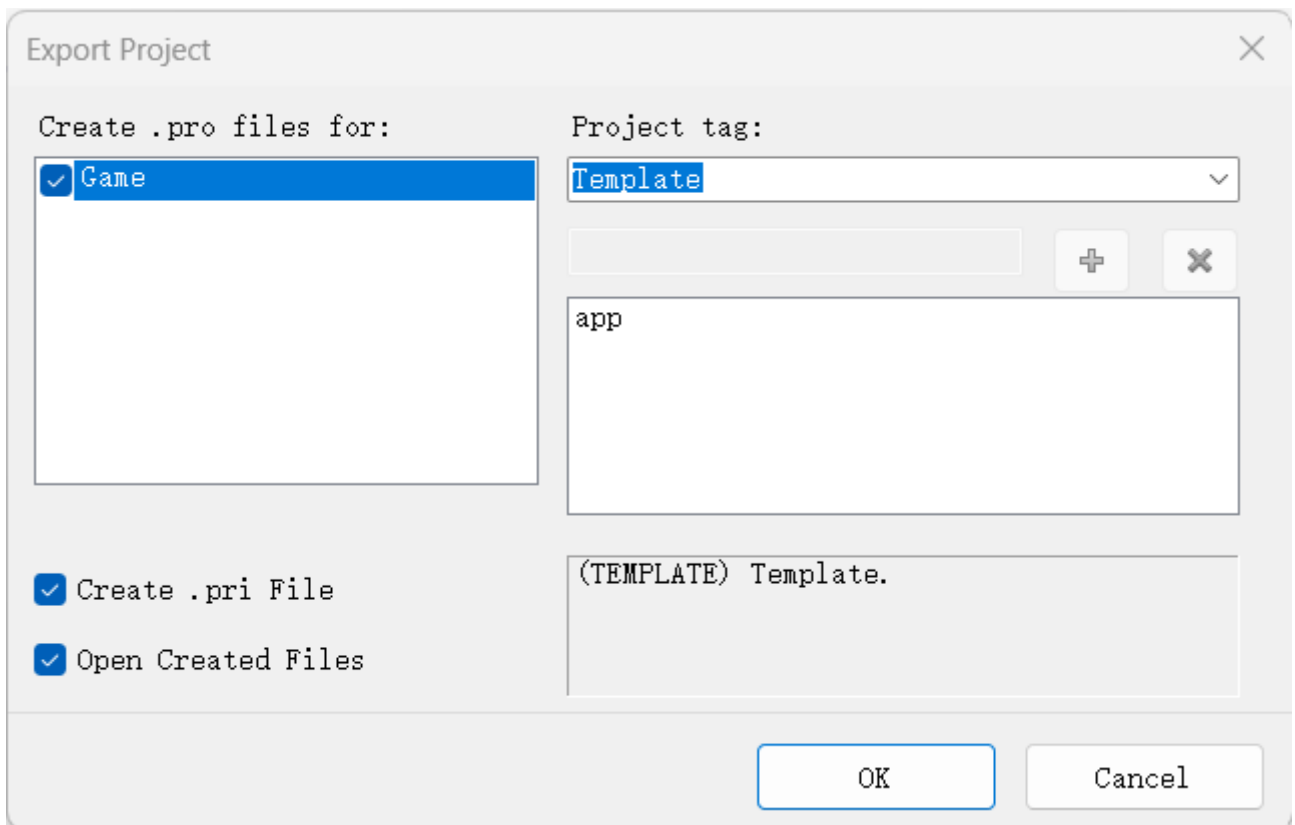 Export Project
Create .pro files for:
Game
Project tag:
Template
app
Create .pri File
Open Created Files
(TEMPLATE) Template.
OK
Cancel